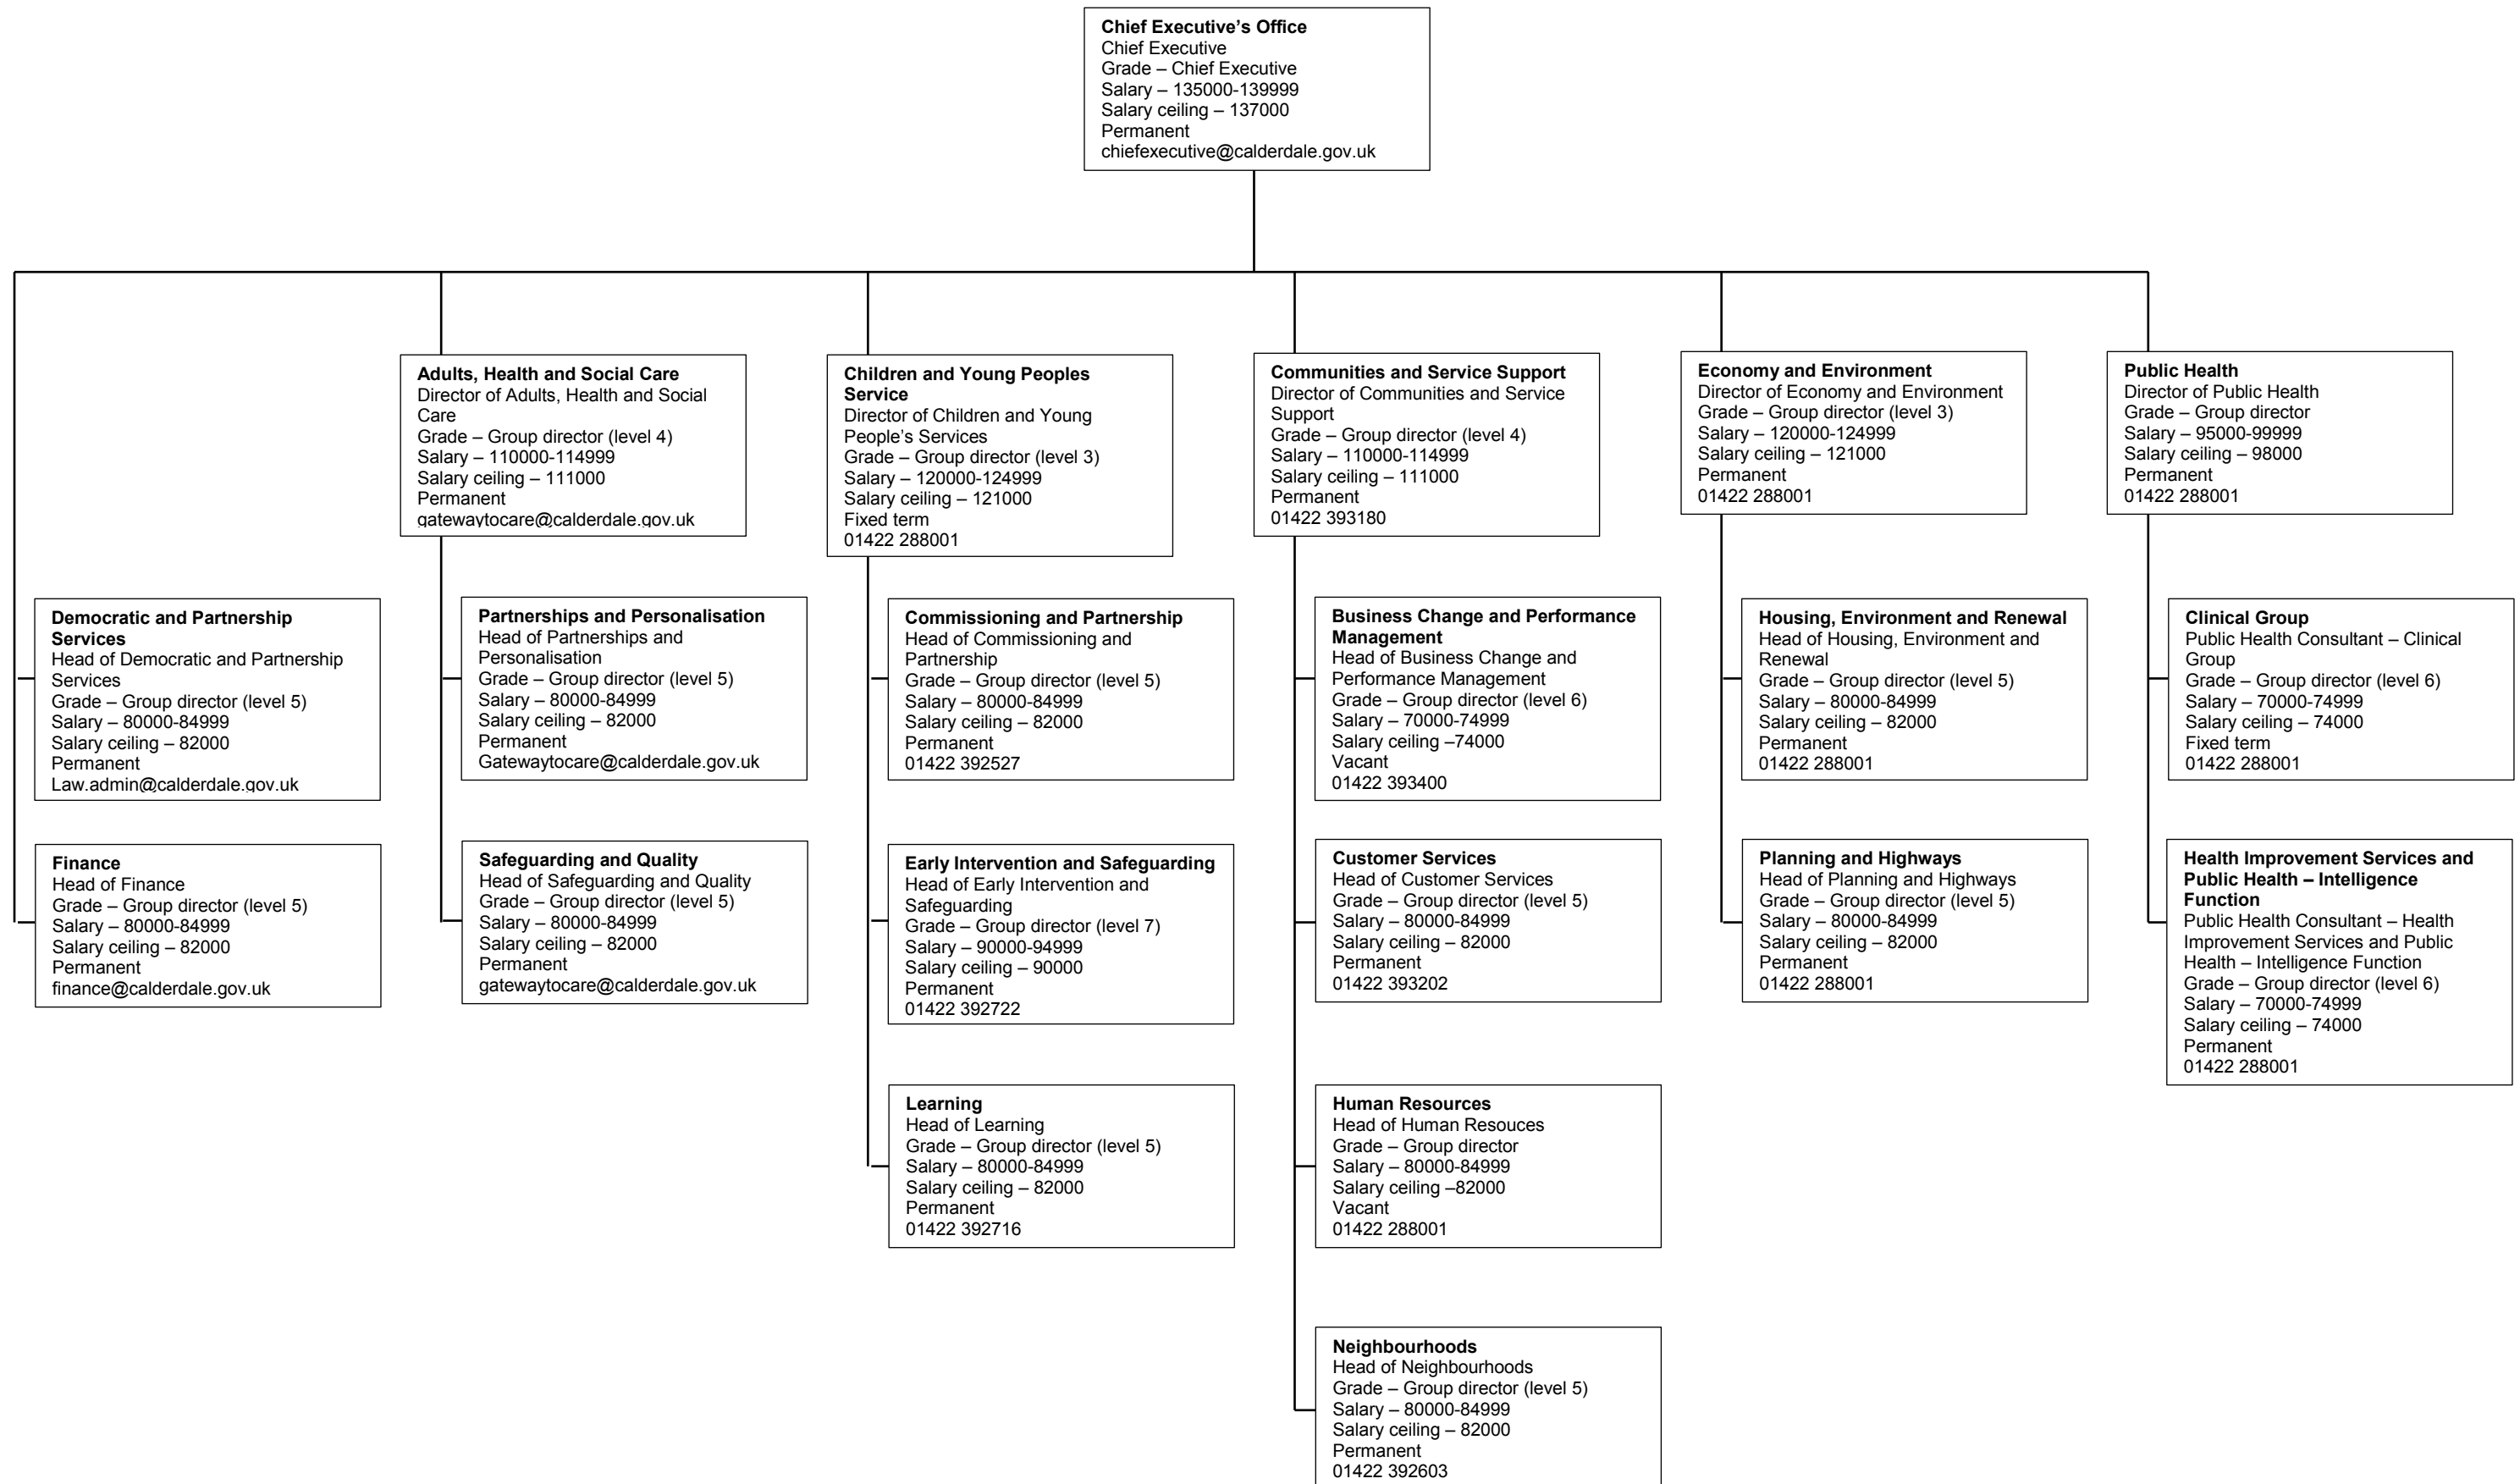 Chief Executive’s Office
Chief Executive
Grade – Chief Executive
Salary – 135000-139999
Salary ceiling – 137000
Permanent
chiefexecutive@calderdale.gov.uk
Adults, Health and Social Care
Director of Adults, Health and Social
Care
Grade – Group director (level 4)
Salary – 110000-114999
Salary ceiling – 111000
Permanent
gatewaytocare@calderdale.gov.uk
Children and Young Peoples
Service
Director of Children and Young
People’s Services
Grade – Group director (level 3)
Salary – 120000-124999
Salary ceiling – 121000
Fixed term
01422 288001
Communities and Service Support
Director of Communities and Service
Support
Grade – Group director (level 4)
Salary – 110000-114999
Salary ceiling – 111000
Permanent
01422 393180
Economy and Environment
Director of Economy and Environment
Grade – Group director (level 3)
Salary – 120000-124999
Salary ceiling – 121000
Permanent
01422 288001
Public Health
Director of Public Health
Grade – Group director
Salary – 95000-99999
Salary ceiling – 98000
Permanent
01422 288001
Democratic and Partnership
Services
Head of Democratic and Partnership
Services
Grade – Group director (level 5)
Salary – 80000-84999
Salary ceiling – 82000
Permanent
Law.admin@calderdale.gov.uk
Partnerships and Personalisation
Head of Partnerships and
Personalisation
Grade – Group director (level 5)
Salary – 80000-84999
Salary ceiling – 82000
Permanent
Gatewaytocare@calderdale.gov.uk
Commissioning and Partnership
Head of Commissioning and
Partnership
Grade – Group director (level 5)
Salary – 80000-84999
Salary ceiling – 82000
Permanent
01422 392527
Business Change and Performance
Management
Head of Business Change and
Performance Management
Grade – Group director (level 6)
Salary – 70000-74999
Salary ceiling –74000
Vacant
01422 393400
Housing, Environment and Renewal
Head of Housing, Environment and
Renewal
Grade – Group director (level 5)
Salary – 80000-84999
Salary ceiling – 82000
Permanent
01422 288001
Clinical Group
Public Health Consultant – Clinical
Group
Grade – Group director (level 6)
Salary – 70000-74999
Salary ceiling – 74000
Fixed term
01422 288001
Finance
Head of Finance
Grade – Group director (level 5)
Salary – 80000-84999
Salary ceiling – 82000
Permanent
finance@calderdale.gov.uk
Safeguarding and Quality
Head of Safeguarding and Quality
Grade – Group director (level 5)
Salary – 80000-84999
Salary ceiling – 82000
Permanent
gatewaytocare@calderdale.gov.uk
Early Intervention and Safeguarding
Head of Early Intervention and
Safeguarding
Grade – Group director (level 7)
Salary – 90000-94999
Salary ceiling – 90000
Permanent
01422 392722
Customer Services
Head of Customer Services
Grade – Group director (level 5)
Salary – 80000-84999
Salary ceiling – 82000
Permanent
01422 393202
Planning and Highways
Head of Planning and Highways
Grade – Group director (level 5)
Salary – 80000-84999
Salary ceiling – 82000
Permanent
01422 288001
Health Improvement Services and
Public Health – Intelligence
Function
Public Health Consultant – Health
Improvement Services and Public
Health – Intelligence Function
Grade – Group director (level 6)
Salary – 70000-74999
Salary ceiling – 74000
Permanent
01422 288001
Learning
Head of Learning
Grade – Group director (level 5)
Salary – 80000-84999
Salary ceiling – 82000
Permanent
01422 392716
Human Resources
Head of Human Resouces
Grade – Group director
Salary – 80000-84999
Salary ceiling –82000
Vacant
01422 288001
Neighbourhoods
Head of Neighbourhoods
Grade – Group director (level 5)
Salary – 80000-84999
Salary ceiling – 82000
Permanent
01422 392603